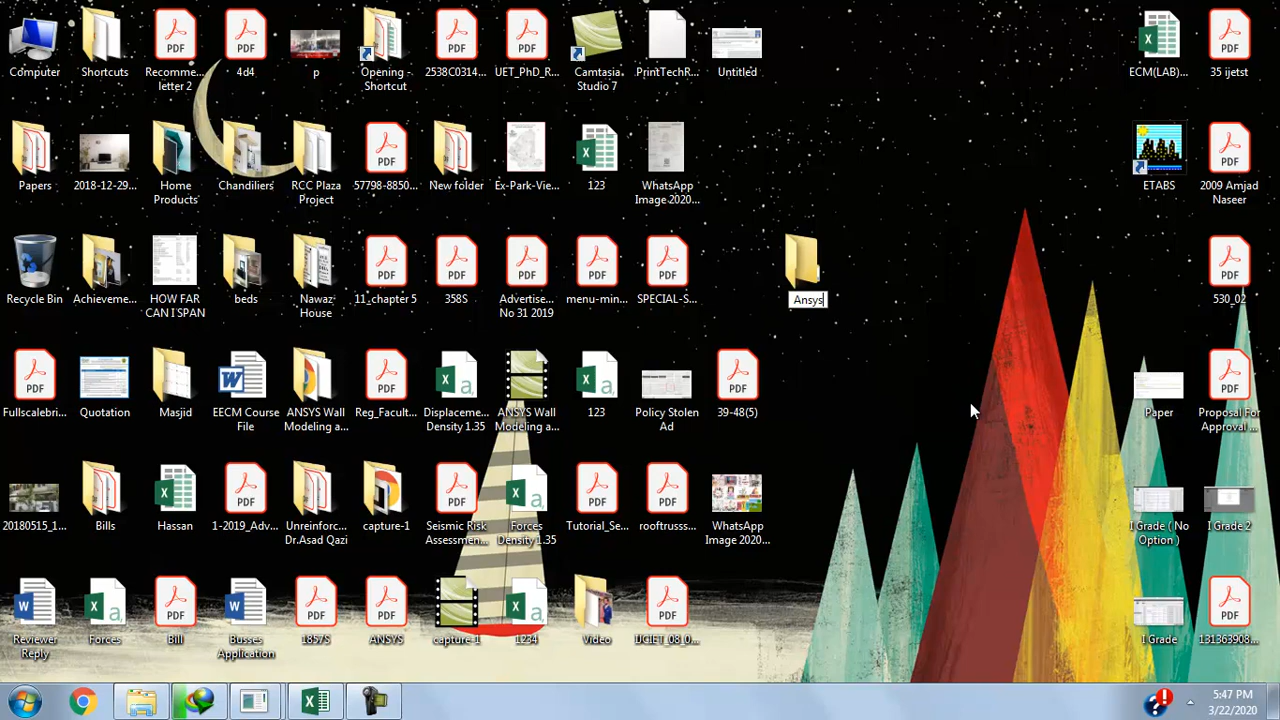 Computer
Shortcuts
Recomme...
letter 2
4d4
p
Opening -
Shortcut
2538C0314...
UET_PhD_R...
Camtasia
Studio 7
PrintTechR...
Untitled
ECM(LAB)...
35 ijetst
Papers
2018-12-29...
Home
Products
Chandiliers
RCC Plaza
Project
57798-8850...
New folder
Ex-Park-Vie...
123
WhatsApp
Image 2020...
ETABS
2009 Amjad
Naseer
Recycle Bin
Achieveme...
HOW FAR
CAN I SPAN
beds
Nawaz
House
11_chapter 5
358S
Advertise...
No 31 2019
menu-min...
SPECIAL-S...
Ansys
530_02
Fullscalebri...
Quotation
Masjid
EECM Course
File
ANSYS Wall
Modeling a...
Reg_Facult...
Displaceme...
Density 1.35
ANSYS Wall
Modeling a...
123
Policy Stolen
Ad
39-48(5)
Paper
Proposal For
Approval ...
20180515_1...
Bills
Hassan
1-2019_Adv...
Unreinforc...
Dr.Asad Qazi
capture-1
Seismic Risk
Assessmen...
Forces
Density 1.35
Tutorial_Se...
rooftrusss...
WhatsApp
Image 2020...
I Grade ( No
Option )
I Grade 2
Reviewer
Reply
Forces
Bill
Busses
Application
1857S
ANSYS
capture-1
1234
Video
IJCIET_0810...
I Grade
131363908...
5:47 PM
3/22/2020